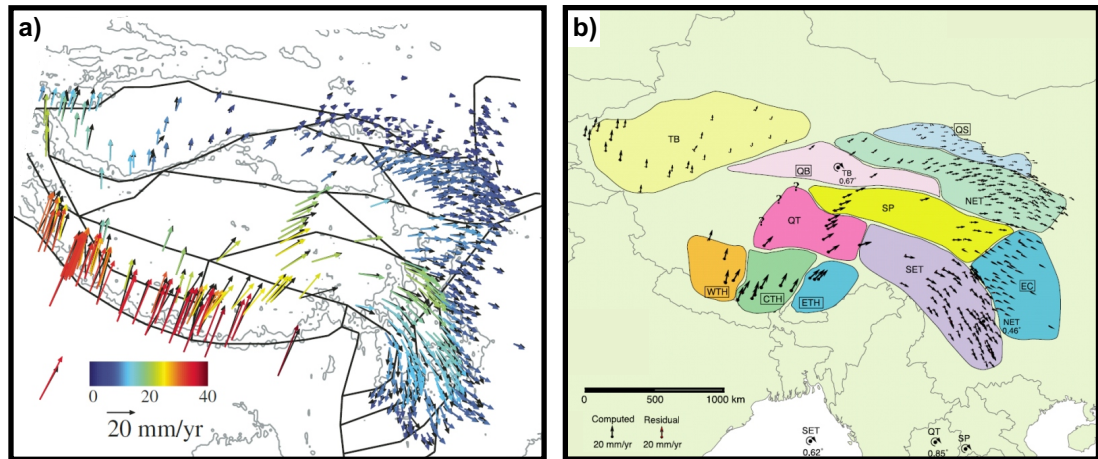 a)
0 20 40
20 mm/yr
b)
TB
QS
QB
TB
0.67°
NET
SP
QT
?
?
SET
WTH
CTH
ETH
EC
NET
0.46°
0 500 1000 km
Computed Residual
20 mm/yr 20 mm/yr
SET
0.62°
QT
0.85°
SP